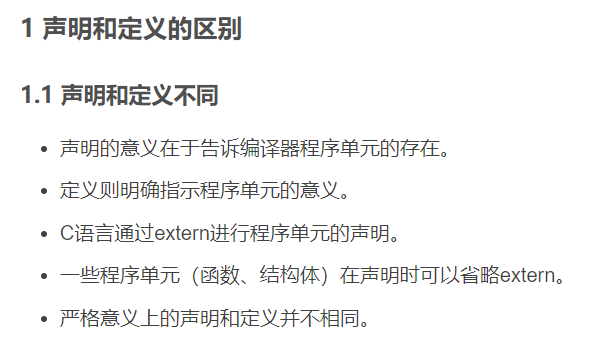 1 声明和定义的区别
1.1 声明和定义不同
声明的意义在于告诉编译器程序单元的存在。
定义则明确指示程序单元的意义。
C语言通过extern进行程序单元的声明。
一些程序单元（函数、结构体）在声明时可以省略extern。
严格意义上的声明和定义并不相同。